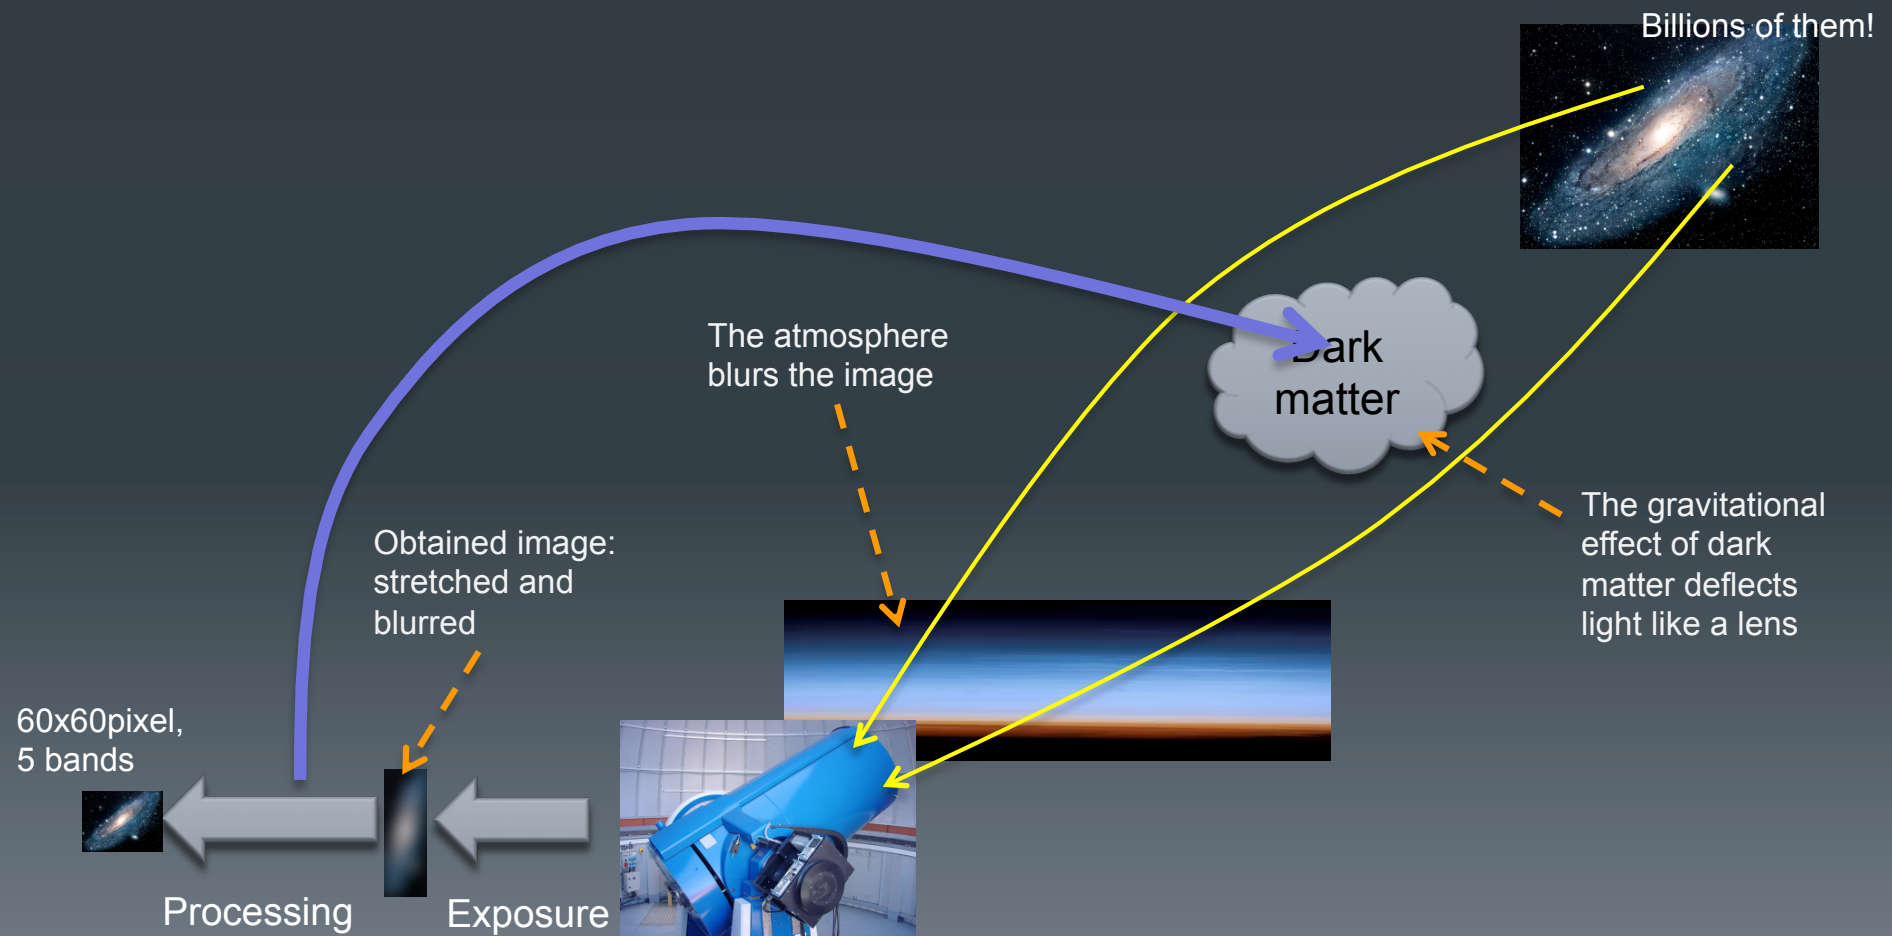 Billions of them!
The atmosphere
blurs the image
Dark
matter
The gravitational
effect of dark
matter deflects
light like a lens
Obtained image:
stretched and
blurred
60x60pixel,
5 bands
Processing
Exposure